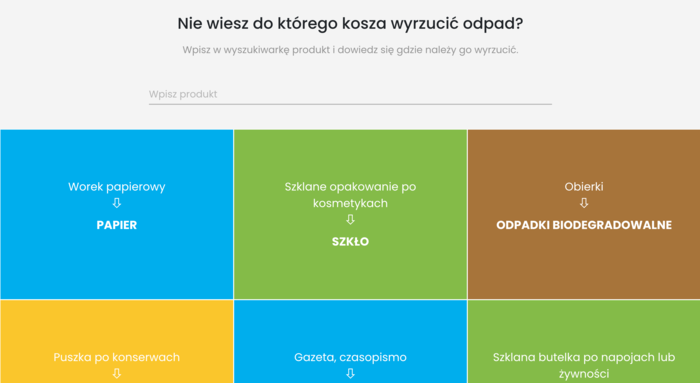 Nie wiesz do którego kosza wyrzucić odpad?
Wpisz w wyszukiwarkę produkt i dowiedz się gdzie należy go wyrzucić.
Wpisz produkt
Worek papierowy
⇩
PAPIER
Szklane opakowanie po
kosmetykach
⇩
SZKŁO
Obierki
⇩
ODPADKI BIODEGRADOWALNE
Puszka po konserwach
⇩
Gazeta, czasopismo
⇩
Szklana butelka po napojach lub
żywności